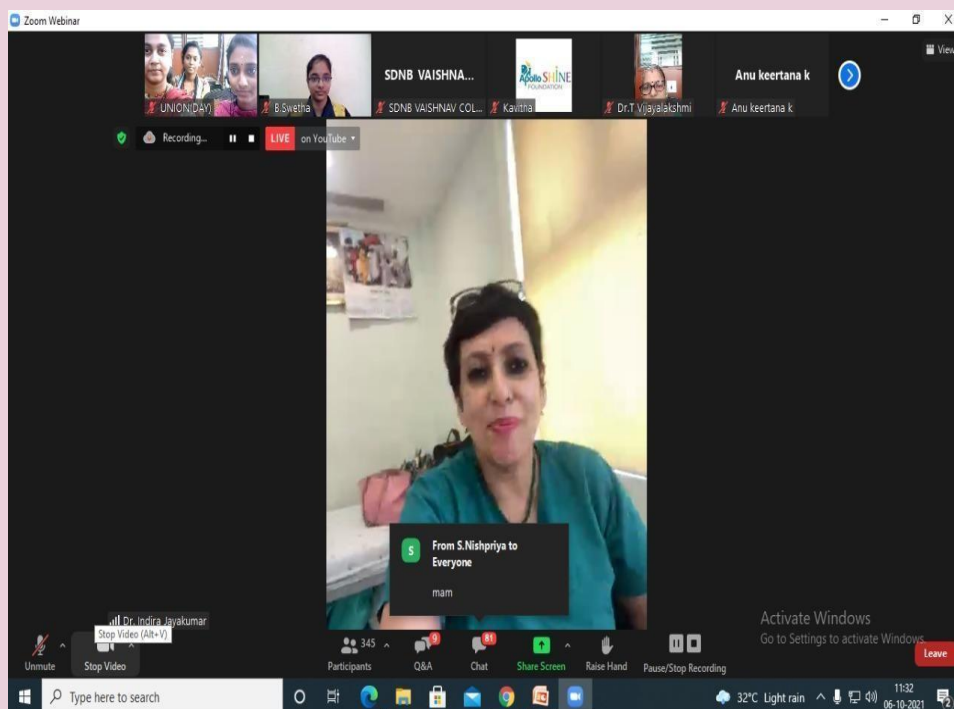 Zoom Webinar
View
UNION(DAY)
B.Swetha
SDNB VAISHNA...
SDNB VAISHNAV COL...
Apollo SHINE
FOUNDATION
Kavitha
Dr.T Vijayalakshmi
Anu keertana k
Anu keertana k
Recording...
LIVE on YouTube
S
From S.Nishpriya to
Everyone
mam
Dr. Indira Jayakumar
Stop Video (Alt+V)
Activate Windows
Go to Settings to activate Windows.
Unmute
Stop Video
345
Participants
9
Q&A
81
Chat
Share Screen
Raise Hand
Pause/Stop Recording
Leave
Type here to search
32°C Light rain
11:32
06-10-2021
2